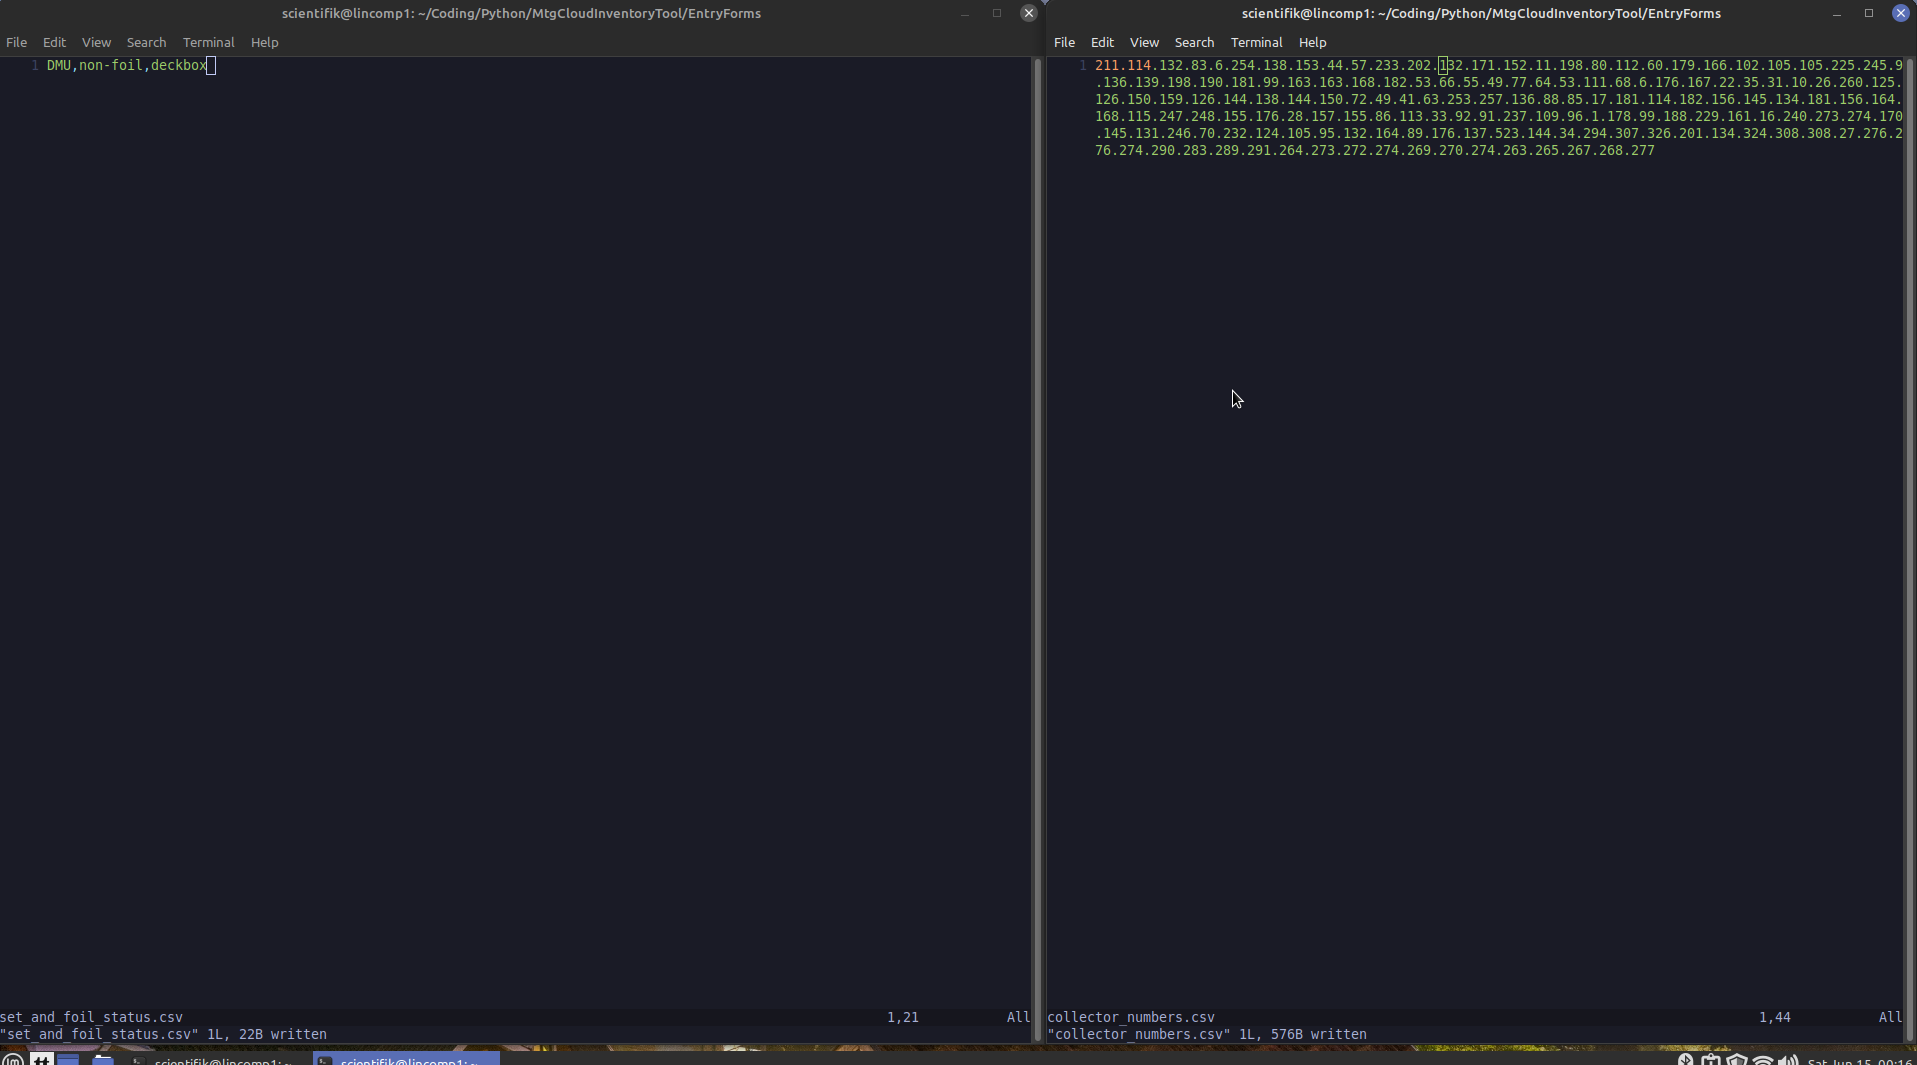 scientifik@lincomp1: ~/Coding/Python/MtgCloudInventoryTool/EntryForms
File Edit View Search Terminal Help
1 DMU,non-foil,deckbox
set_and_foil_status.csv 1,21 All
"set_and_foil_status.csv" 1L, 22B written
scientifik@lincomp1: ~/Coding/Python/MtgCloudInventoryTool/EntryForms
File Edit View Search Terminal Help
1 211.114.132.83.6.254.138.153.44.57.233.202.132.171.152.11.198.80.112.60.179.166.102.105.105.225.245.9
.136.139.198.190.181.99.163.163.168.182.53.66.55.49.77.64.53.111.68.6.176.167.22.35.31.10.26.260.125.
126.150.159.126.144.138.144.150.72.49.41.63.253.257.136.88.85.17.181.114.182.156.145.134.181.156.164.
168.115.247.248.155.176.28.157.155.86.113.33.92.91.237.109.96.1.178.99.188.229.161.16.240.273.274.170
.145.131.246.70.232.124.105.95.132.164.89.176.137.523.144.34.294.307.326.201.134.324.308.308.27.276.2
76.274.290.283.289.291.264.273.272.274.269.270.274.263.265.267.268.277
collector_numbers.csv 1,44 All
"collector_numbers.csv" 1L, 576B written
scientifik@lincomp1: ~ scientifik@lincomp1: ~ Sat Jun 15, 00:16